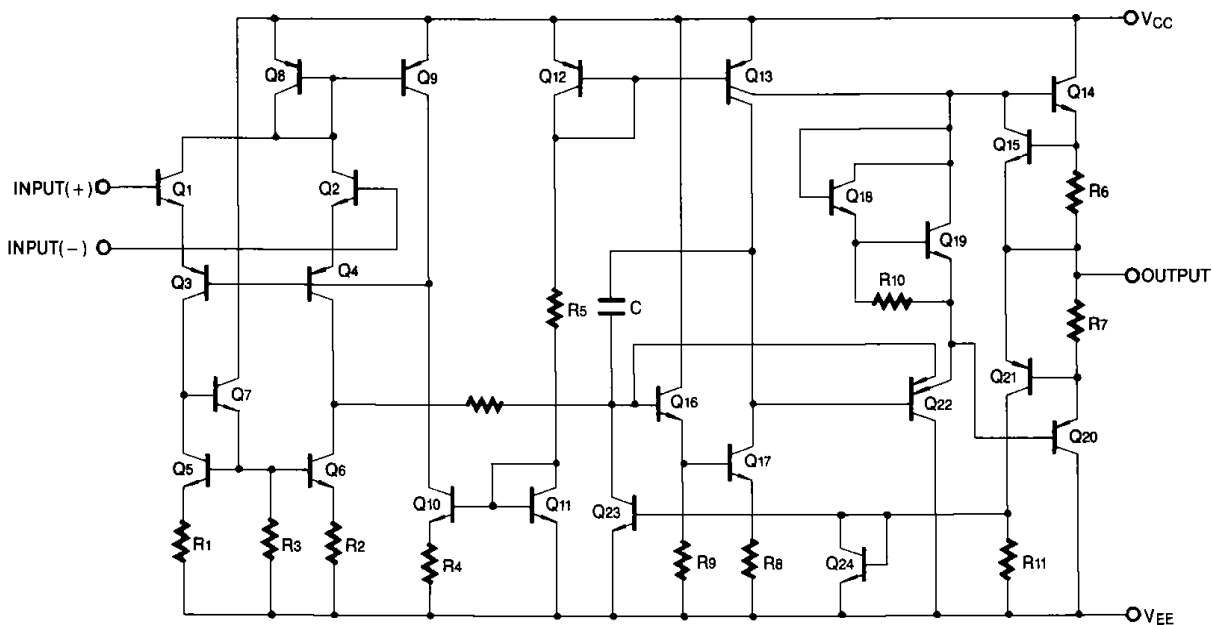 VCC
Q8
Q9
Q12
Q13
Q14
Q15
INPUT(+)
Q1
Q2
Q18
R6
INPUT(−)
Q19
Q3
Q4
OUTPUT
R10
R5
C
R7
Q7
Q16
Q22
Q21
Q5
Q6
Q17
Q20
Q10
Q11
Q23
R1
R3
R2
R4
R9
R8
Q24
R11
VEE